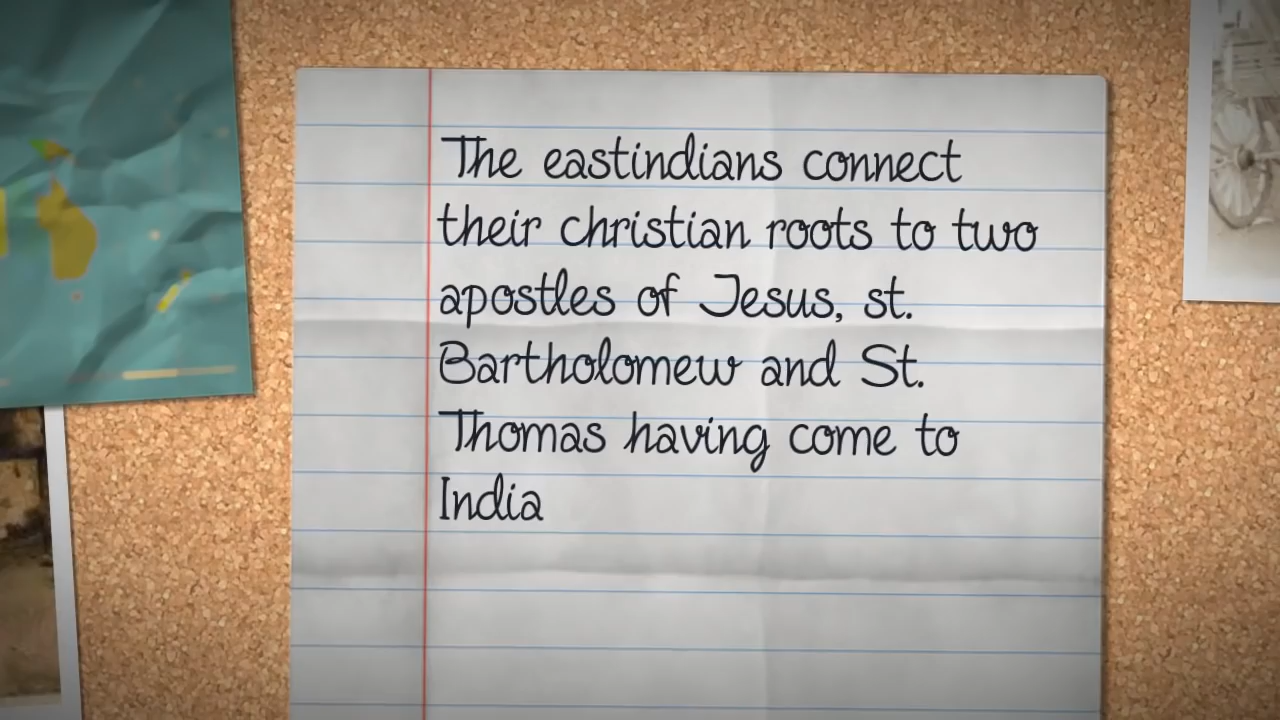 The eastindians connect
their christian roots to two
apostles of Jesus, st.
Bartholomew and St.
Thomas having come to
India